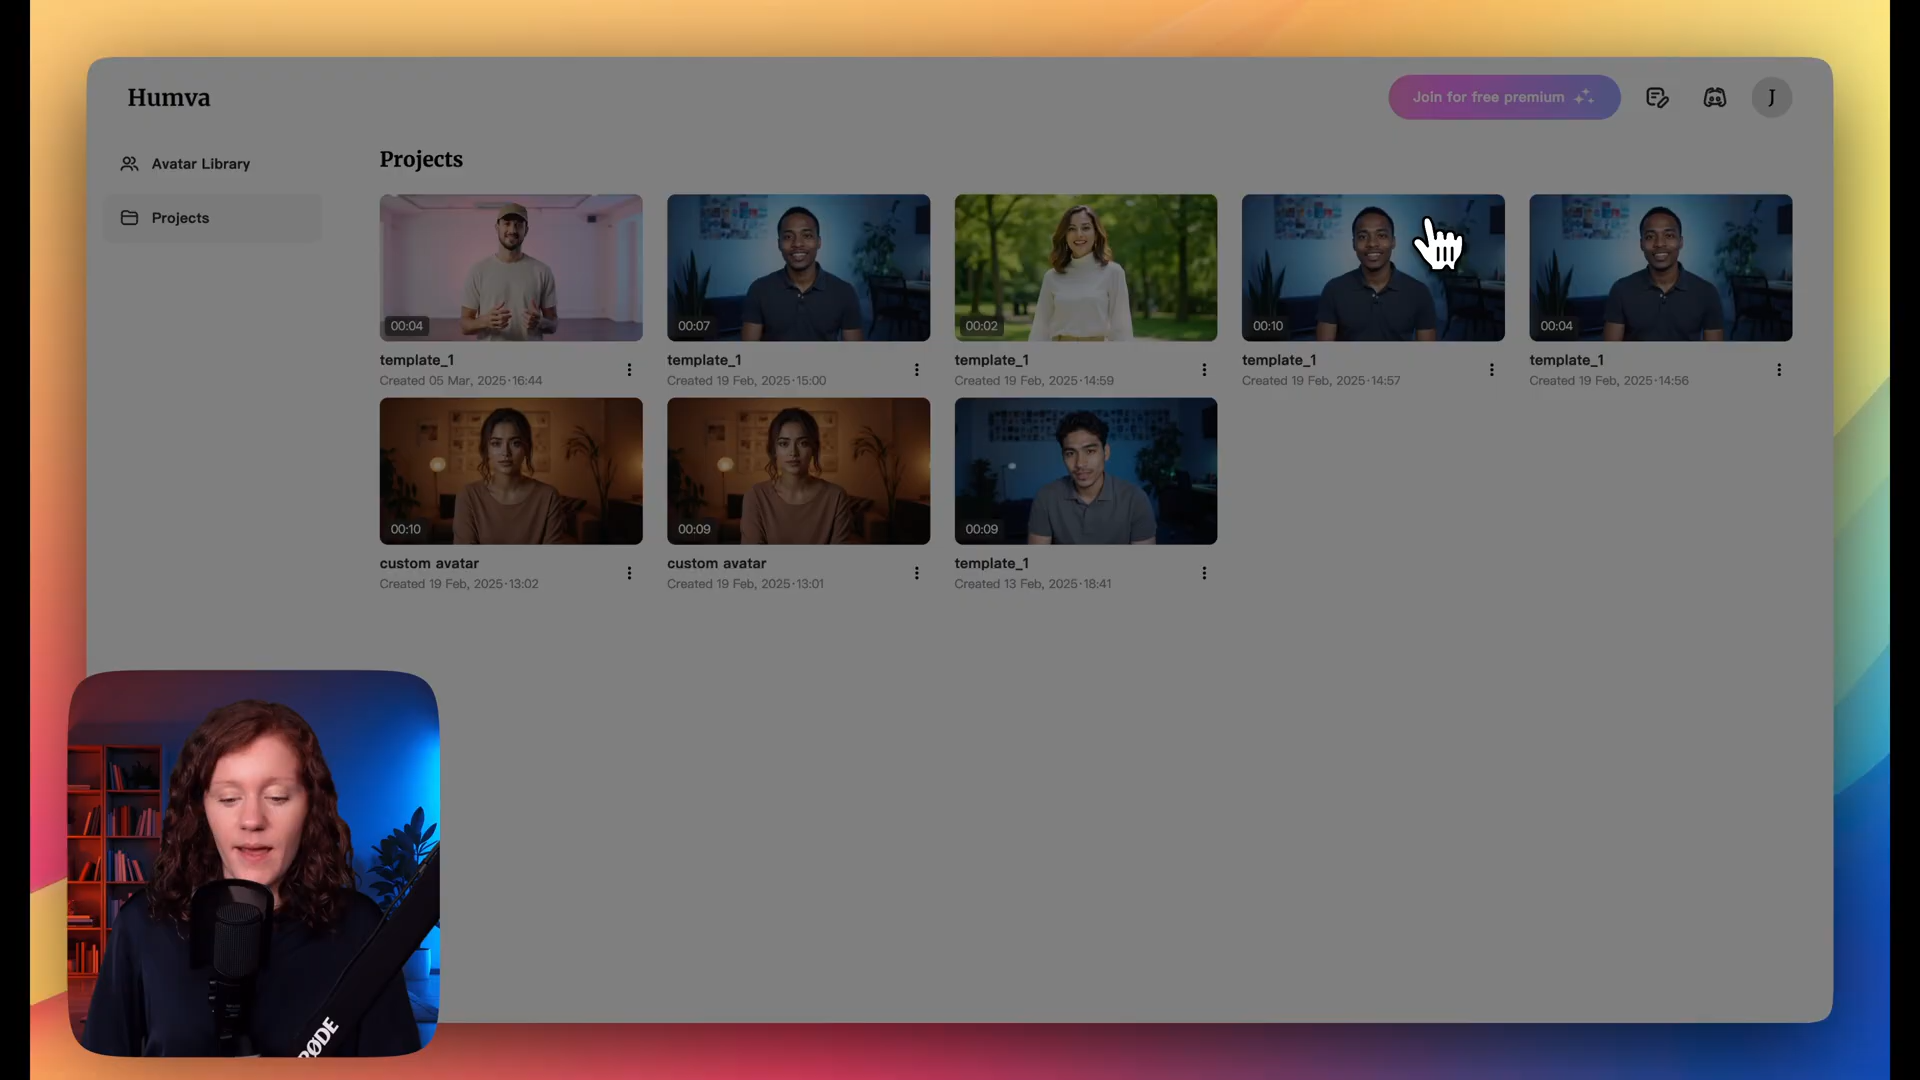 Humva
Join for free premium
J
Avatar Library
Projects
Projects
00:04
00:07
00:02
00:10
00:04
template_1
template_1
template_1
template_1
template_1
Created 05 Mar, 2025·16:44
Created 19 Feb, 2025·15:00
Created 19 Feb, 2025·14:59
Created 19 Feb, 2025·14:57
Created 19 Feb, 2025·14:56
00:10
00:09
00:09
custom avatar
custom avatar
template_1
Created 19 Feb, 2025·13:02
Created 19 Feb, 2025·13:01
Created 13 Feb, 2025·18:41
RØDE